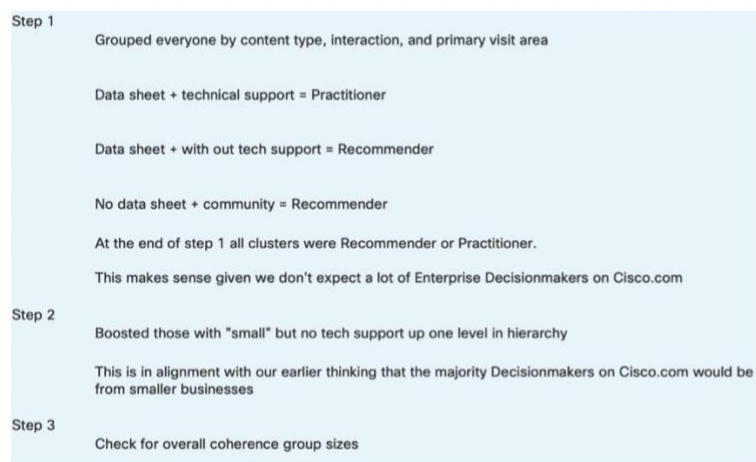 Step 1
Grouped everyone by content type, interaction, and primary visit area
Data sheet + technical support = Practitioner
Data sheet + with out tech support = Recommender
No data sheet + community = Recommender
At the end of step 1 all clusters were Recommender or Practitioner.
This makes sense given we don't expect a lot of Enterprise Decisionmakers on Cisco.com
Step 2
Boosted those with "small" but no tech support up one level in hierarchy
This is in alignment with our earlier thinking that the majority Decisionmakers on Cisco.com would be
from smaller businesses
Step 3
Check for overall coherence group sizes